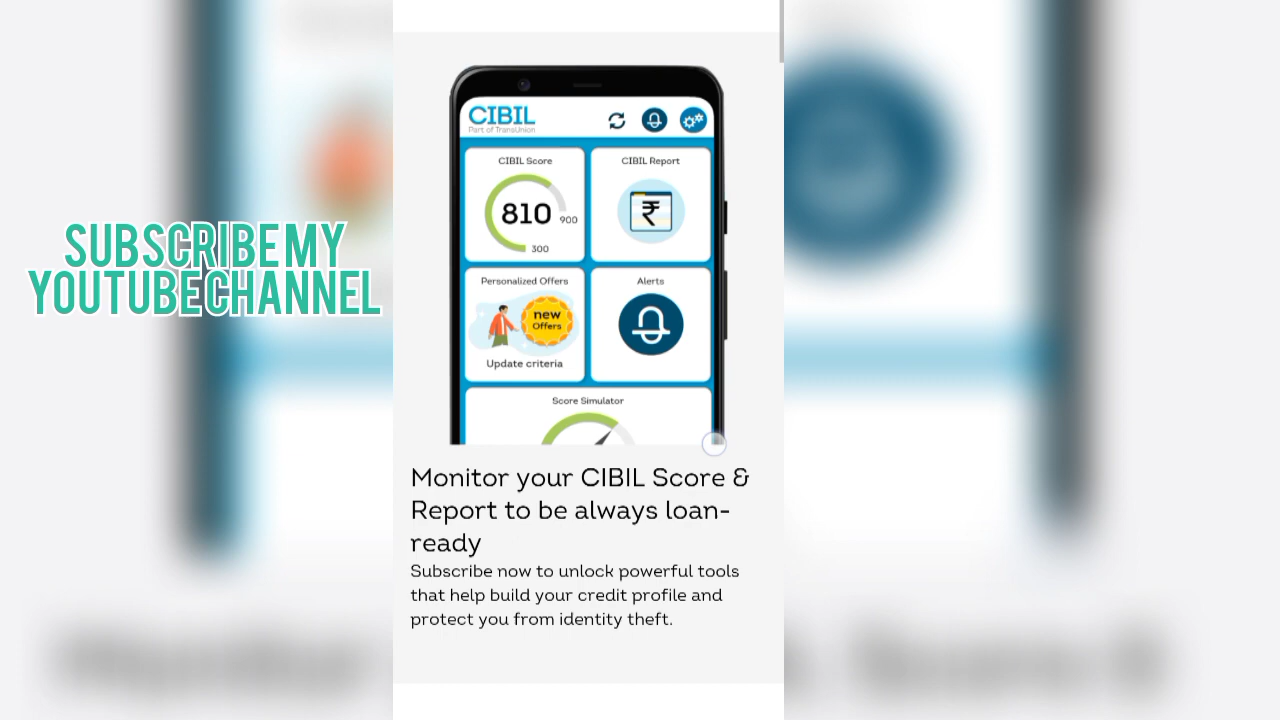 SUBSCRIBE MY
YOUTUBE CHANNEL
CIBIL
Part of TransUnion
CIBIL Score
810
900
300
CIBIL Report
₹
Personalized Offers
new
Offers
Update criteria
Alerts
Score Simulator
Monitor your CIBIL Score &
Report to be always loan-
ready
Subscribe now to unlock powerful tools
that help build your credit profile and
protect you from identity theft.